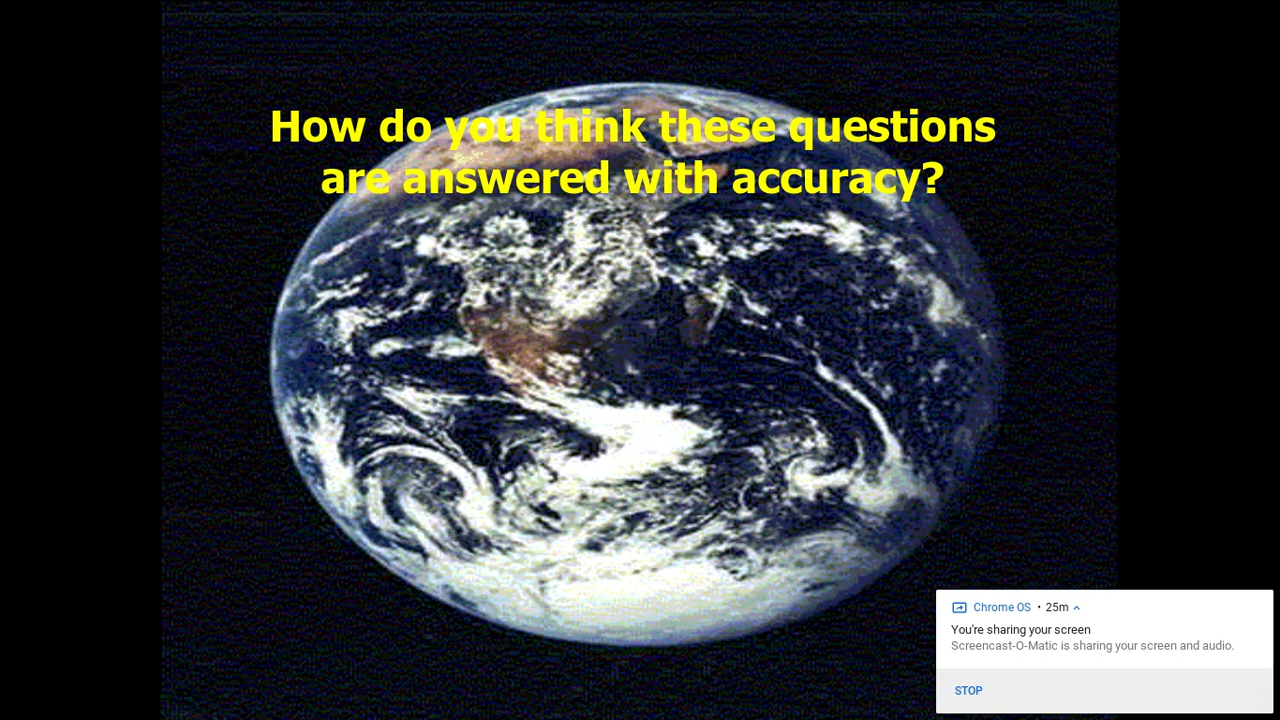 How do you think these questions
are answered with accuracy?
Chrome OS • 25m
You're sharing your screen
Screencast-O-Matic is sharing your screen and audio.
STOP